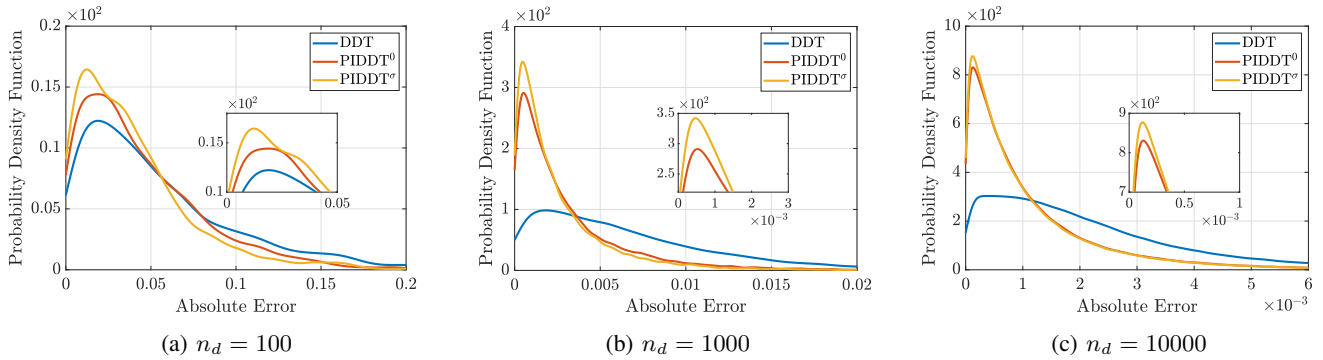 ×10²
0.2
0.15
0.1
0.05
0
Probability Density Function
DDT
PIDDT⁰
PIDDT^σ
×10²
0.15
0.1
0.05
0 0.05 0.1 0.15 0.2
Absolute Error
(a) n_d = 100
×10²
5
4
3
2
1
0
Probability Density Function
DDT
PIDDT⁰
PIDDT^σ
×10²
3.5
3
2.5
0 1 2 3
×10⁻³
0 0.005 0.01 0.015 0.02
Absolute Error
(b) n_d = 1000
×10²
10
8
6
4
2
0
Probability Density Function
DDT
PIDDT⁰
PIDDT^σ
×10²
9
8
7
0 0.5 1
×10⁻³
0 1 2 3 4 5 6
×10⁻³
Absolute Error
(c) n_d = 10000